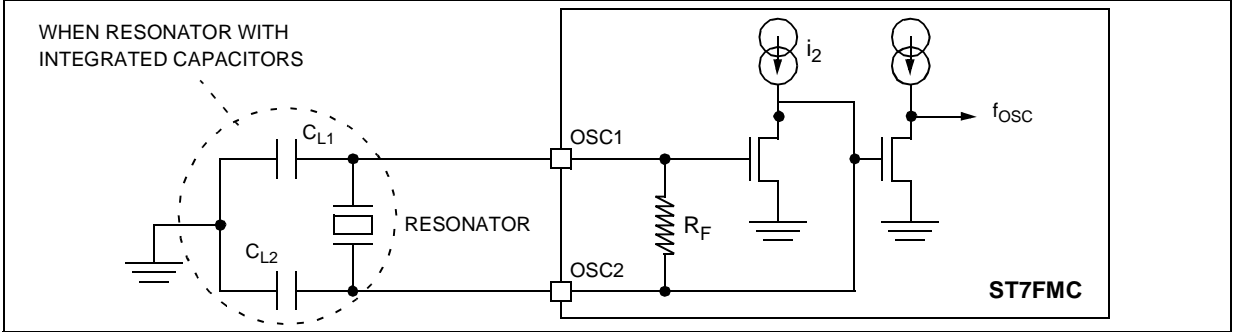 WHEN RESONATOR WITH
INTEGRATED CAPACITORS
i2
CL1
OSC1
fOSC
RESONATOR
RF
CL2
OSC2
ST7FMC